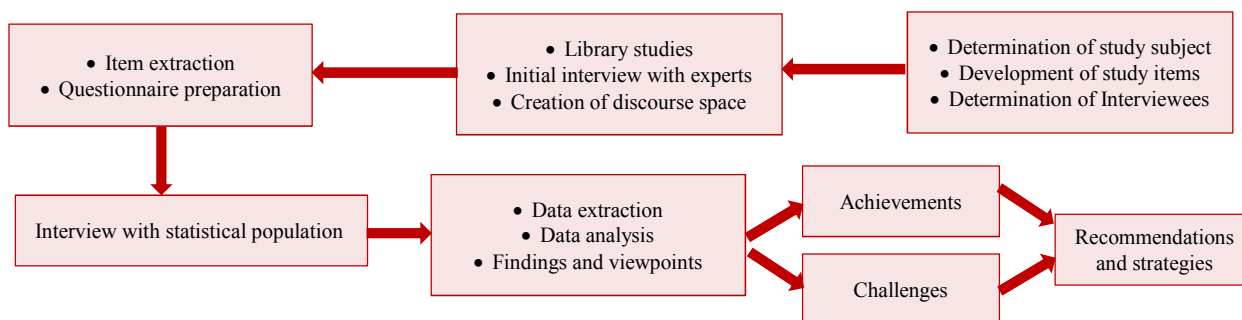 • Item extraction
• Questionnaire preparation
• Library studies
• Initial interview with experts
• Creation of discourse space
• Determination of study subject
• Development of study items
• Determination of Interviewees
Interview with statistical population
• Data extraction
• Data analysis
• Findings and viewpoints
Achievements
Challenges
Recommendations
and strategies